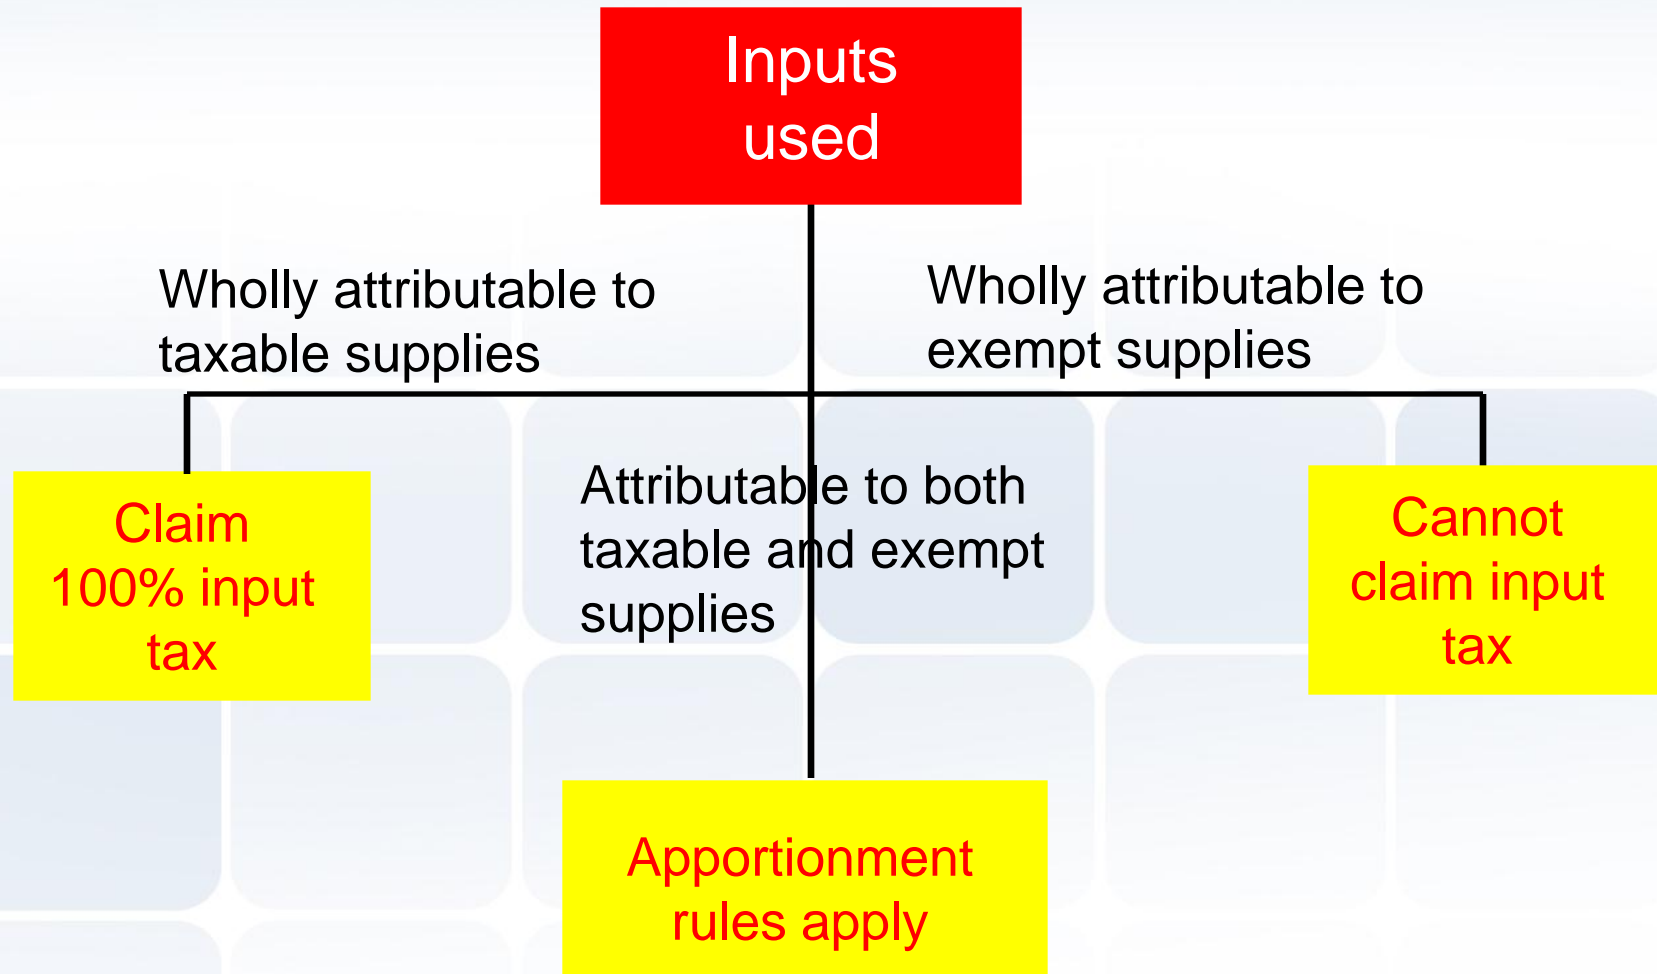 Inputs
used
Wholly attributable to
taxable supplies
Wholly attributable to
exempt supplies
Claim
100% input
tax
Attributable to both
taxable and exempt
supplies
Cannot
claim input
tax
Apportionment
rules apply